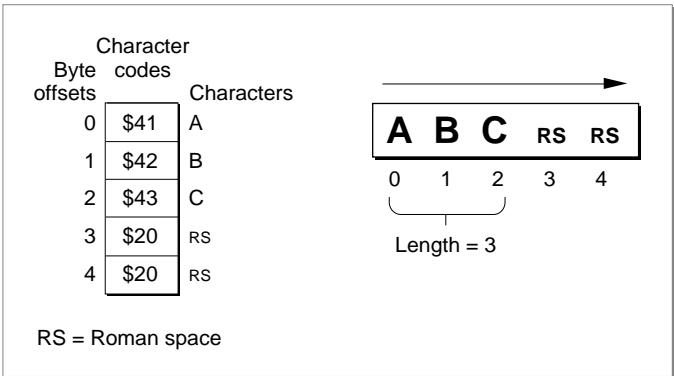 Character
Byte codes
offsets Characters
0 $41 A
1 $42 B
2 $43 C
3 $20 RS
4 $20 RS
A B C RS RS
0 1 2 3 4
Length = 3
RS = Roman space